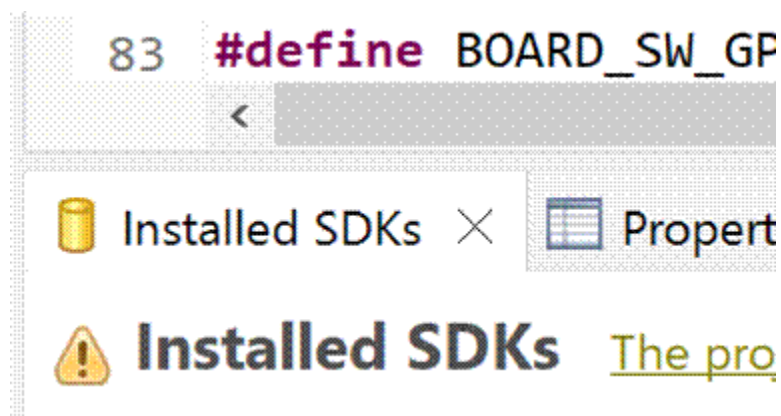 83 #define BOARD_SW_GP
Installed SDKs Propert
Installed SDKs The pro